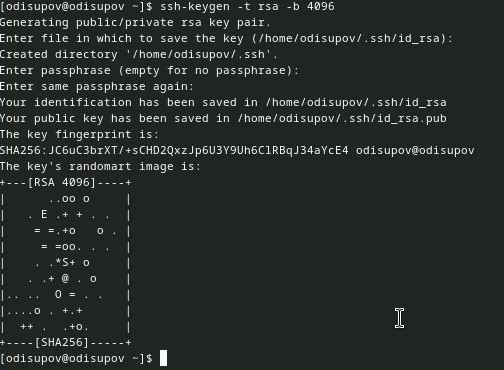 [odisupov@odisupov ~]$ ssh-keygen -t rsa -b 4096
Generating public/private rsa key pair.
Enter file in which to save the key (/home/odisupov/.ssh/id_rsa):
Created directory '/home/odisupov/.ssh'.
Enter passphrase (empty for no passphrase):
Enter same passphrase again:
Your identification has been saved in /home/odisupov/.ssh/id_rsa
Your public key has been saved in /home/odisupov/.ssh/id_rsa.pub
The key fingerprint is:
SHA256:JC6uC3brXT/+sCHD2QxzJp6U3Y9Uh6ClRBqJ34aYcE4 odisupov@odisupov
The key's randomart image is:
+---[RSA 4096]----+
|      ..oo o     |
|   . E .+ + . .  |
|    = =.+o   o . |
|     = =oo. . .  |
|    . .*S+ o     |
|   . .+ @ . o    |
|.. ..  O = . .   |
|....o . +.+      |
|  ++ .  .+o.     |
+----[SHA256]-----+
[odisupov@odisupov ~]$